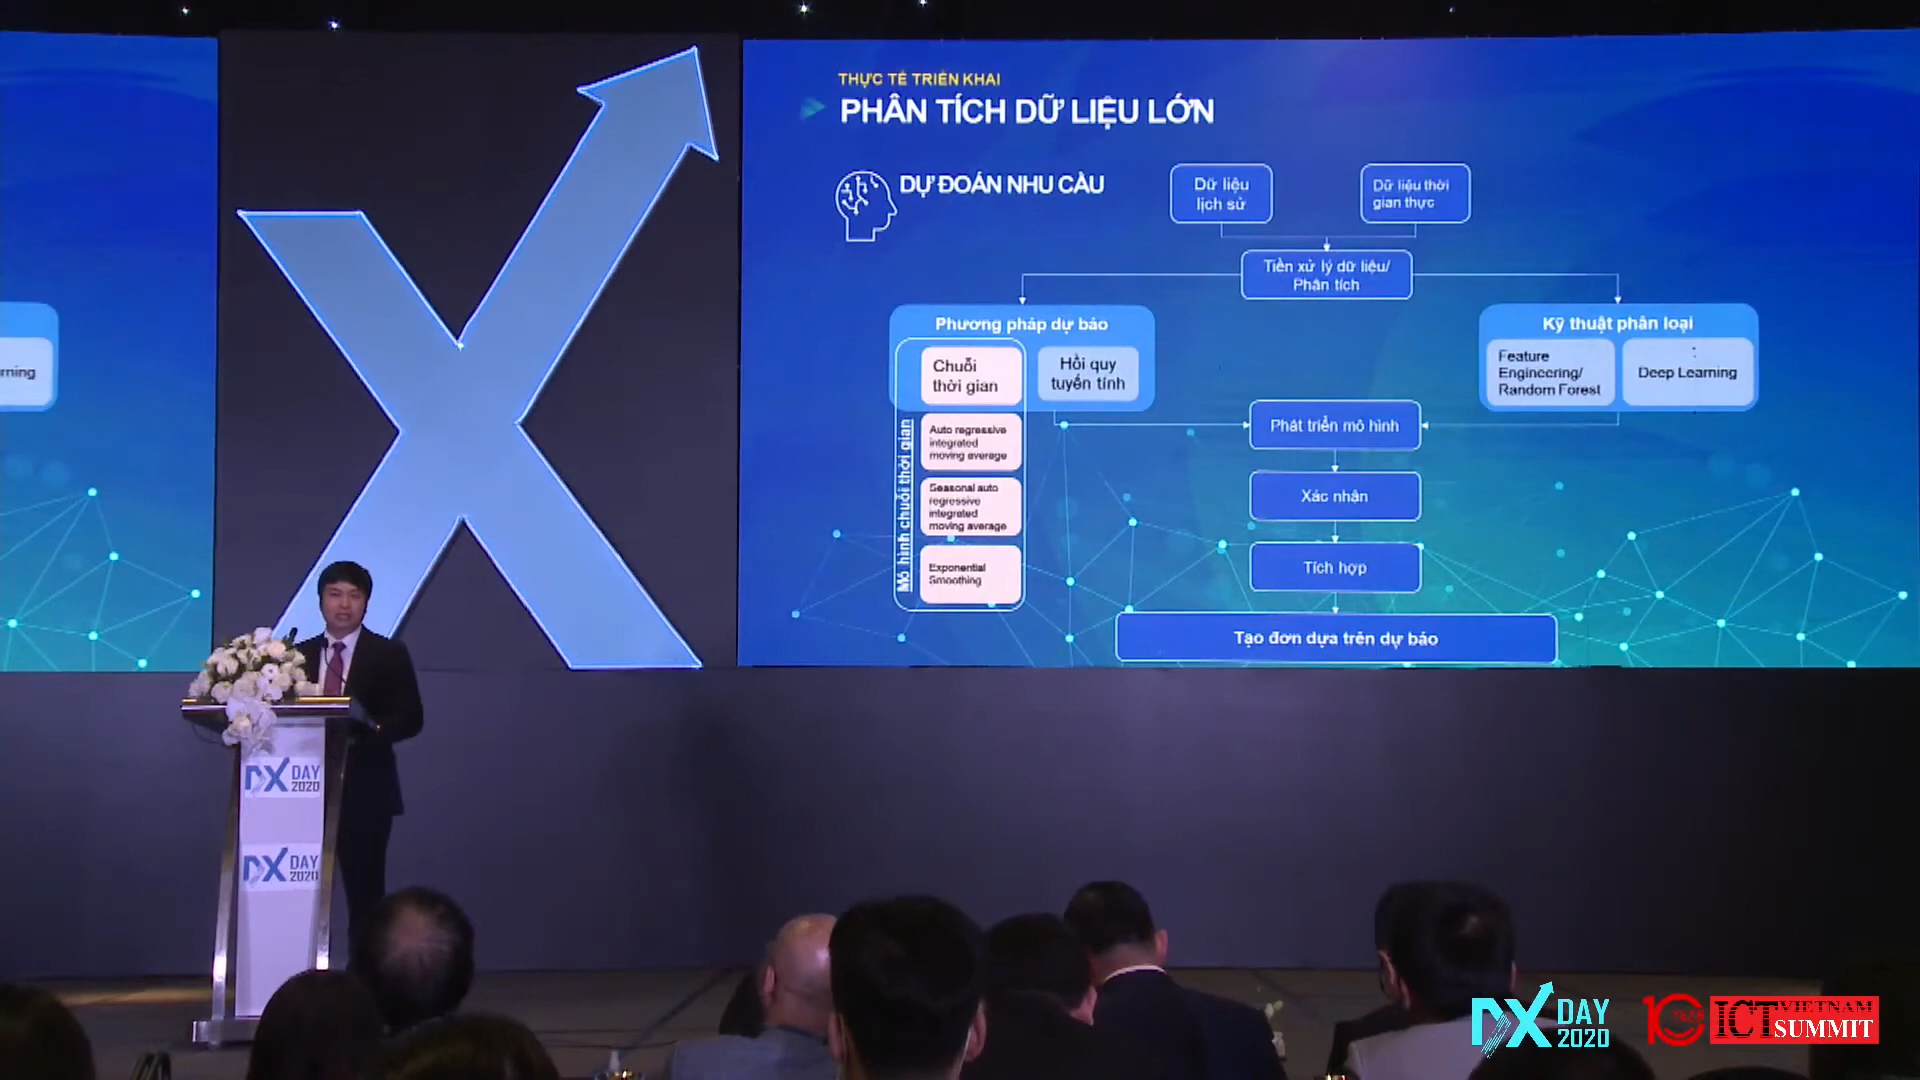 THỰC TẾ TRIỂN KHAI
PHÂN TÍCH DỮ LIỆU LỚN
DỰ ĐOÁN NHU CẦU
Dữ liệu
lịch sử
Dữ liệu thời
gian thực
Tiền xử lý dữ liệu/
Phân tích
Phương pháp dự báo
Chuỗi
thời gian
Hồi quy
tuyến tính
Kỹ thuật phân loại
Feature
Engineering/
Random Forest
:
Deep Learning
Mô hình chuỗi thời gian
Auto regressive
integrated
moving average
Seasonal auto
regressive
integrated
moving average
Exponential
Smoothing
Phát triển mô hình
Xác nhận
Tích hợp
Tạo đơn dựa trên dự báo
rning
X
DX DAY
2020
DX DAY
2020
DX DAY
2020
10 YEARS
ICT VIETNAM
SUMMIT